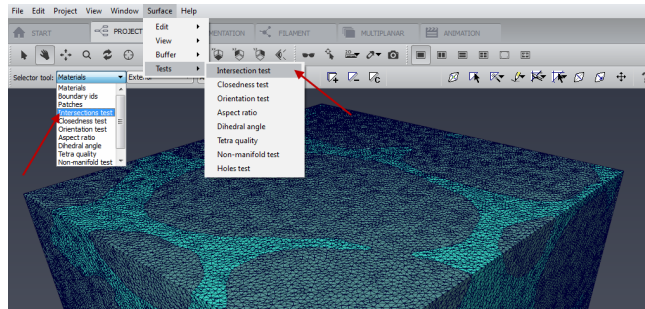 File Edit Project View Window Surface Help
START PROJECT MENTATION FILAMENT MULTIPLANAR ANIMATION
Edit
View
Buffer
Tests
Intersection test
Closedness test
Orientation test
Aspect ratio
Dihedral angle
Tetra quality
Non-manifold test
Holes test
Selector tool: Materials
Materials
Boundary ids
Patches
Intersections test
Closedness test
Orientation test
Aspect ratio
Dihedral angle
Tetra quality
Non-manifold test